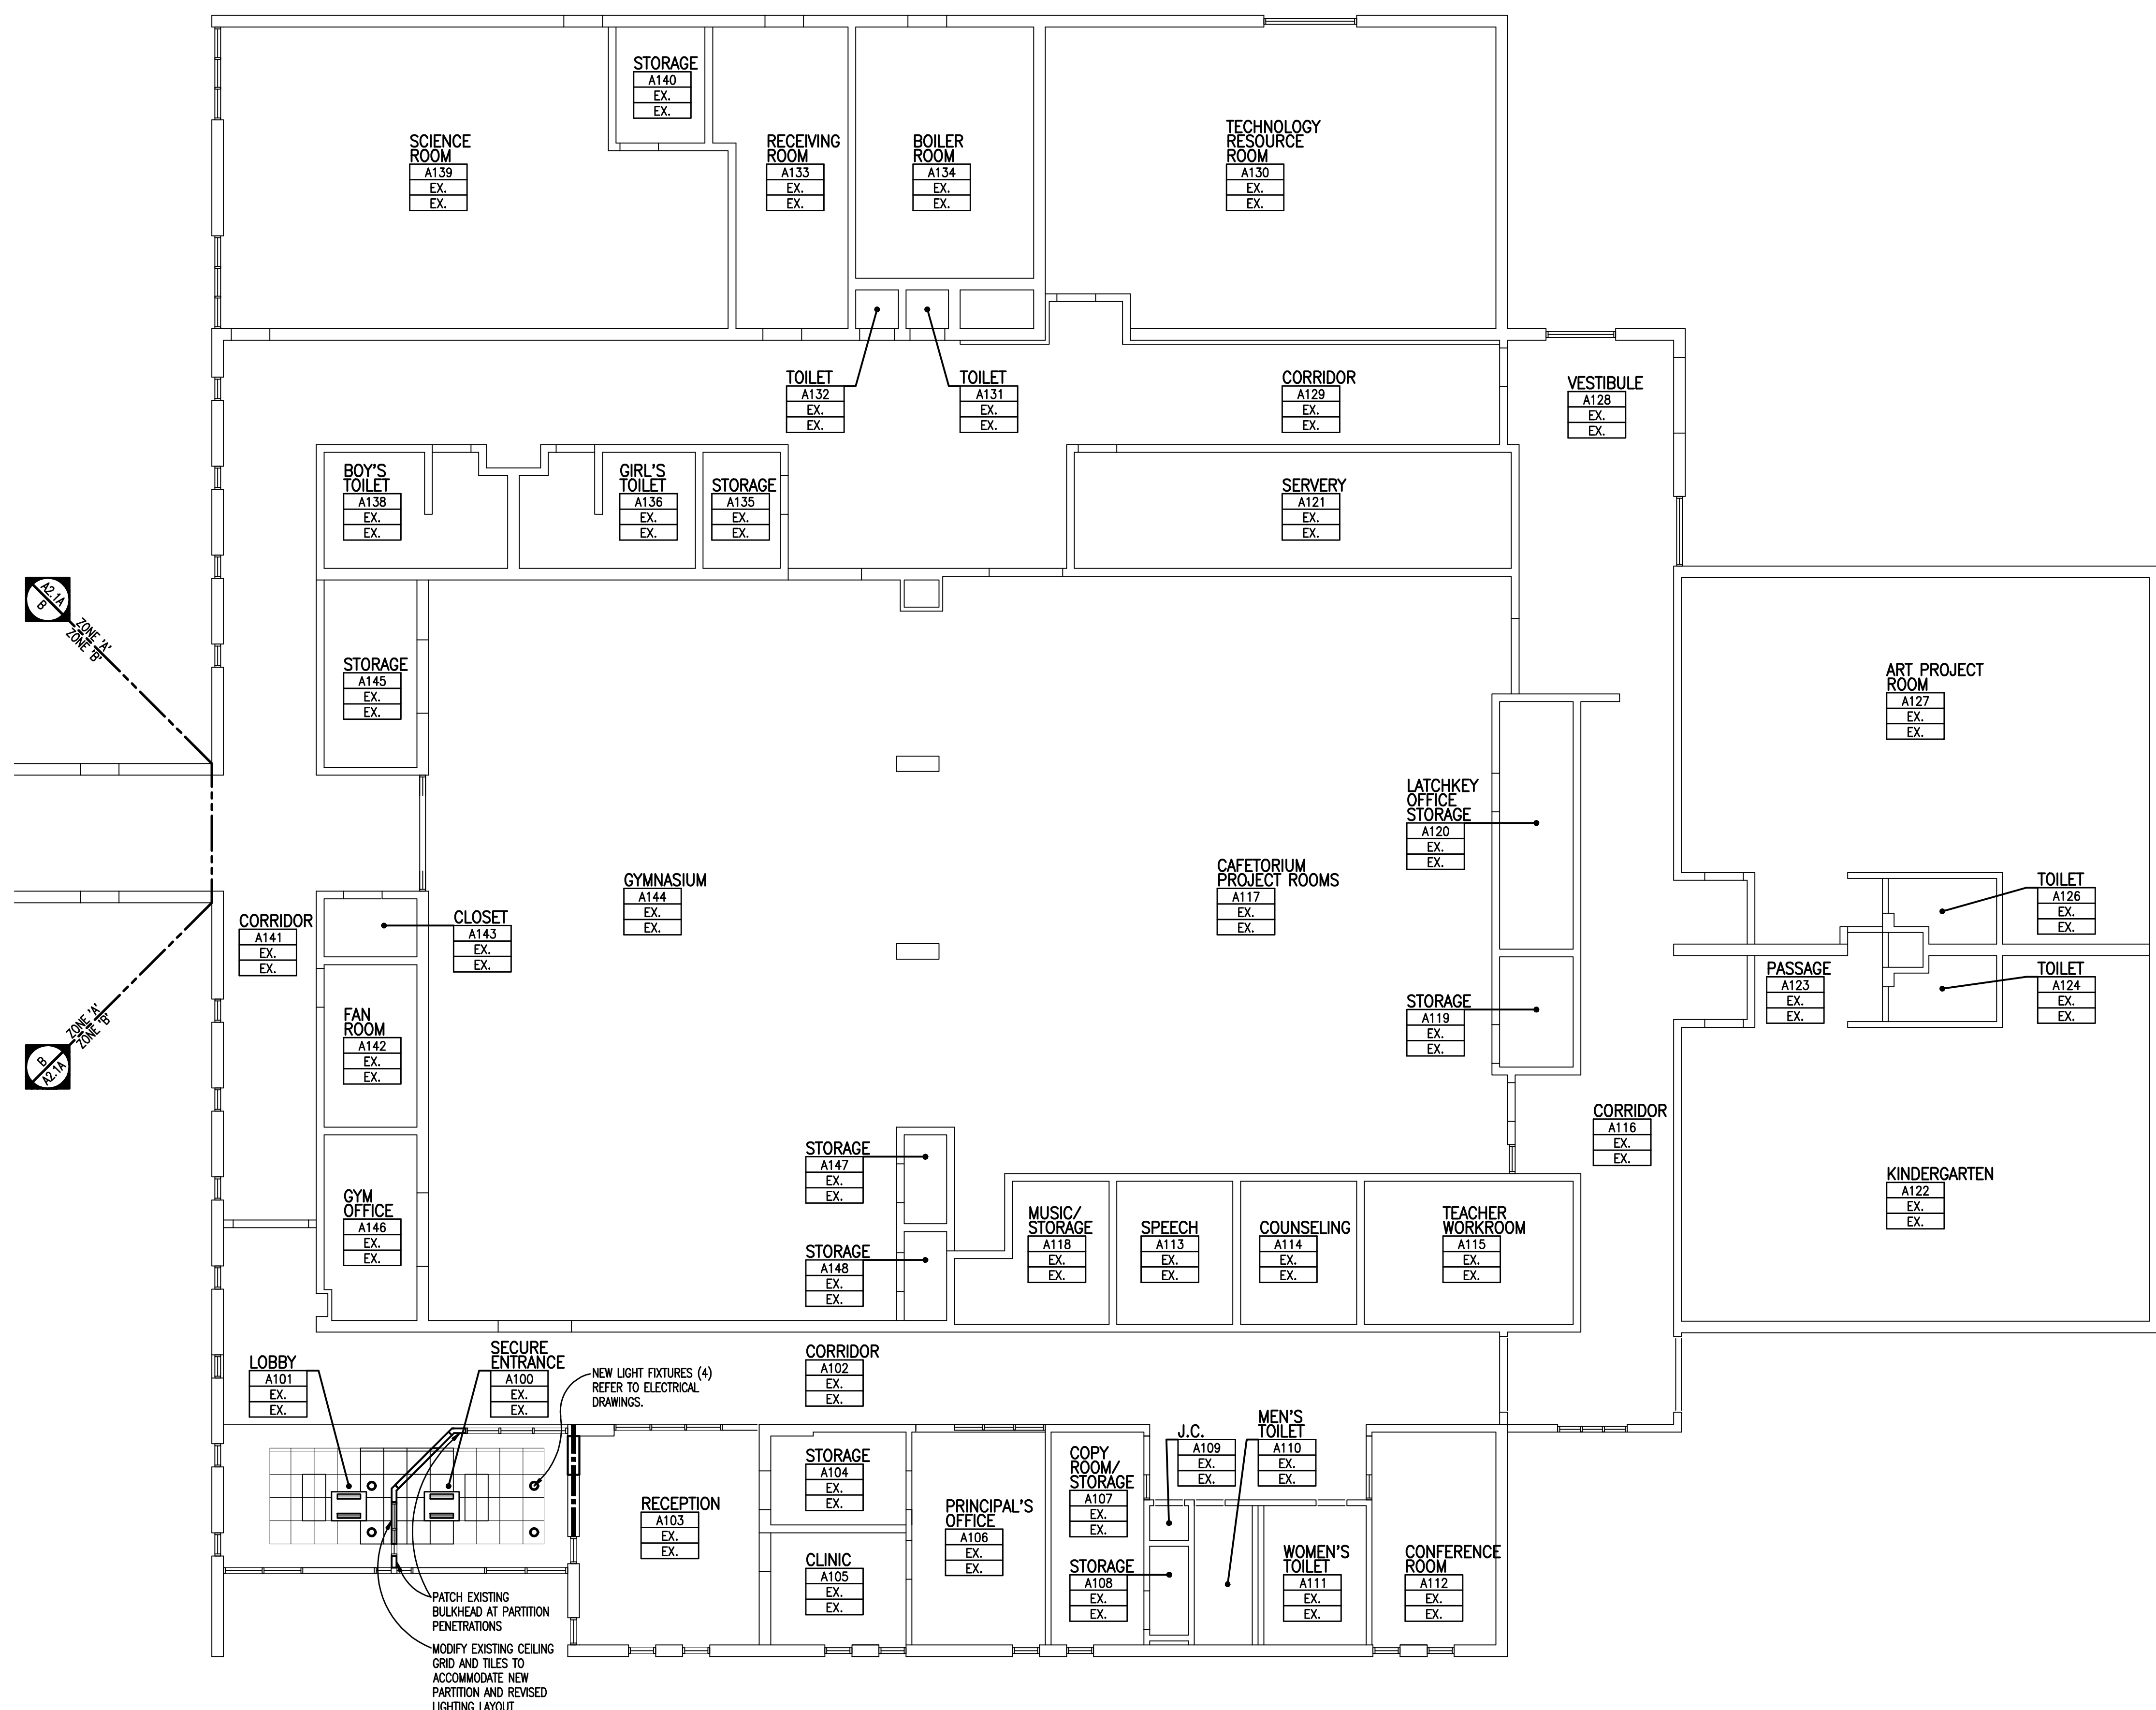 STORAGE
A140
EX.
EX.
SCIENCE
ROOM
A139
EX.
EX.
RECEIVING
ROOM
A133
EX.
EX.
BOILER
ROOM
A134
EX.
EX.
TECHNOLOGY
RESOURCE
ROOM
A130
EX.
EX.
TOILET
A132
EX.
EX.
TOILET
A131
EX.
EX.
CORRIDOR
A129
EX.
EX.
VESTIBULE
A128
EX.
EX.
BOY'S
TOILET
A138
EX.
EX.
GIRL'S
TOILET
A136
EX.
EX.
STORAGE
A135
EX.
EX.
SERVERY
A121
EX.
EX.
A2.1A
B
ZONE 'A'
ZONE 'B'
STORAGE
A145
EX.
EX.
ART PROJECT
ROOM
A127
EX.
EX.
LATCHKEY
OFFICE
STORAGE
A120
EX.
EX.
GYMNASIUM
A144
EX.
EX.
CAFETORIUM
PROJECT ROOMS
A117
EX.
EX.
TOILET
A126
EX.
EX.
CORRIDOR
A141
EX.
EX.
CLOSET
A143
EX.
EX.
PASSAGE
A123
EX.
EX.
TOILET
A124
EX.
EX.
STORAGE
A119
EX.
EX.
FAN
ROOM
A142
EX.
EX.
ZONE 'A'
ZONE 'B'
B
A2.1A
CORRIDOR
A116
EX.
EX.
STORAGE
A147
EX.
EX.
KINDERGARTEN
A122
EX.
EX.
GYM
OFFICE
A146
EX.
EX.
MUSIC/
STORAGE
A118
EX.
EX.
SPEECH
A113
EX.
EX.
COUNSELING
A114
EX.
EX.
TEACHER
WORKROOM
A115
EX.
EX.
STORAGE
A148
EX.
EX.
LOBBY
A101
EX.
EX.
SECURE
ENTRANCE
A100
EX.
EX.
NEW LIGHT FIXTURES (4)
REFER TO ELECTRICAL
DRAWINGS.
CORRIDOR
A102
EX.
EX.
J.C.
A109
EX.
EX.
MEN'S
TOILET
A110
EX.
EX.
STORAGE
A104
EX.
EX.
COPY
ROOM/
STORAGE
A107
EX.
EX.
RECEPTION
A103
EX.
EX.
PRINCIPAL'S
OFFICE
A106
EX.
EX.
CLINIC
A105
EX.
EX.
STORAGE
A108
EX.
EX.
WOMEN'S
TOILET
A111
EX.
EX.
CONFERENCE
ROOM
A112
EX.
EX.
PATCH EXISTING
BULKHEAD AT PARTITION
PENETRATIONS
MODIFY EXISTING CEILING
GRID AND TILES TO
ACCOMMODATE NEW
PARTITION AND REVISED
LIGHTING LAYOUT